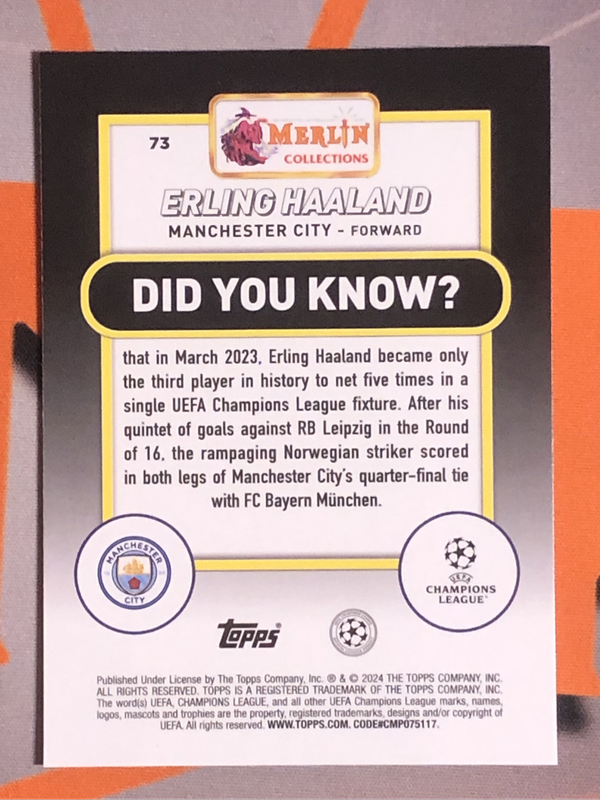 73
MERLIN
COLLECTIONS
ERLING HAALAND
MANCHESTER CITY - FORWARD
DID YOU KNOW?
that in March 2023, Erling Haaland became only
the third player in history to net five times in a
single UEFA Champions League fixture. After his
quintet of goals against RB Leipzig in the Round
of 16, the rampaging Norwegian striker scored
in both legs of Manchester City's quarter-final tie
with FC Bayern München.
MANCHESTER
CITY
UEFA
CHAMPIONS
LEAGUE
topps
Published Under License by The Topps Company, Inc. ® & © 2024 THE TOPPS COMPANY, INC.
ALL RIGHTS RESERVED. TOPPS IS A REGISTERED TRADEMARK OF THE TOPPS COMPANY, INC.
The word(s) UEFA, CHAMPIONS LEAGUE, and all other UEFA Champions League marks, names,
logos, mascots and trophies are the property, registered trademarks, designs and/or copyright of
UEFA. All rights reserved. WWW.TOPPS.COM. CODE#CMP075117.